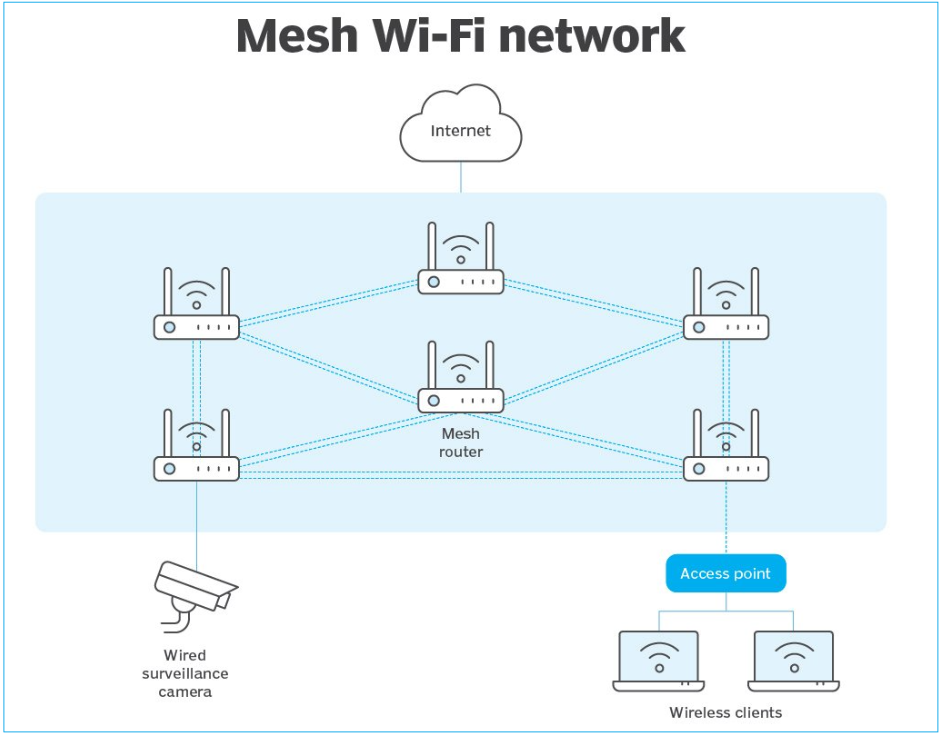 Mesh Wi-Fi network
Internet
Mesh
router
Access point
Wired
surveillance
camera
Wireless clients